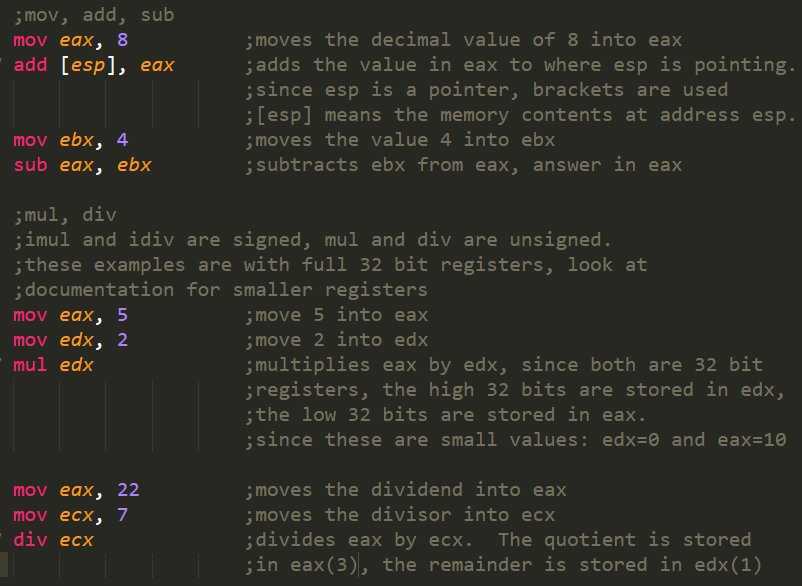 ;mov, add, sub
mov eax, 8          ;moves the decimal value of 8 into eax
add [esp], eax      ;adds the value in eax to where esp is pointing.
                    ;since esp is a pointer, brackets are used
                    ;[esp] means the memory contents at address esp.
mov ebx, 4          ;moves the value 4 into ebx
sub eax, ebx        ;subtracts ebx from eax, answer in eax

;mul, div
;imul and idiv are signed, mul and div are unsigned.
;these examples are with full 32 bit registers, look at
;documentation for smaller registers
mov eax, 5          ;move 5 into eax
mov edx, 2          ;move 2 into edx
mul edx             ;multiplies eax by edx, since both are 32 bit
                    ;registers, the high 32 bits are stored in edx,
                    ;the low 32 bits are stored in eax.
                    ;since these are small values: edx=0 and eax=10

mov eax, 22         ;moves the dividend into eax
mov ecx, 7          ;moves the divisor into ecx
div ecx             ;divides eax by ecx.  The quotient is stored
                    ;in eax(3), the remainder is stored in edx(1)